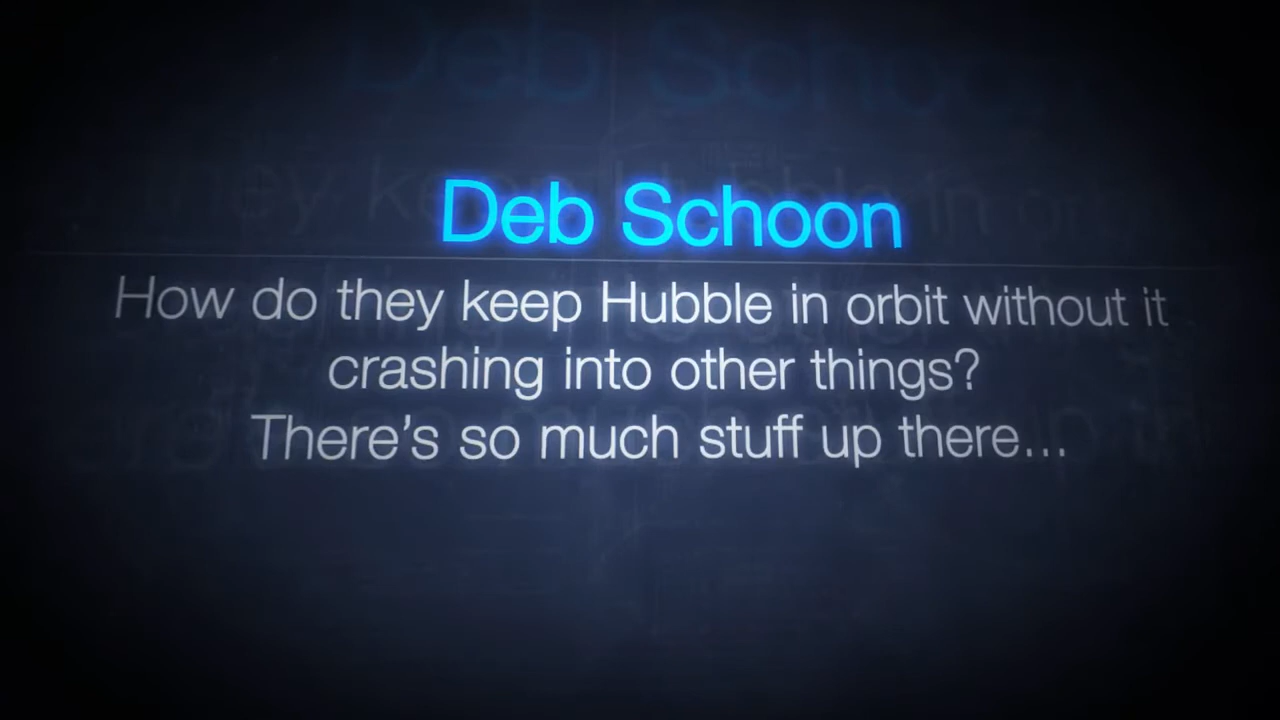 Deb Schoon
How do they keep Hubble in orbit without it
crashing into other things?
There's so much stuff up there...